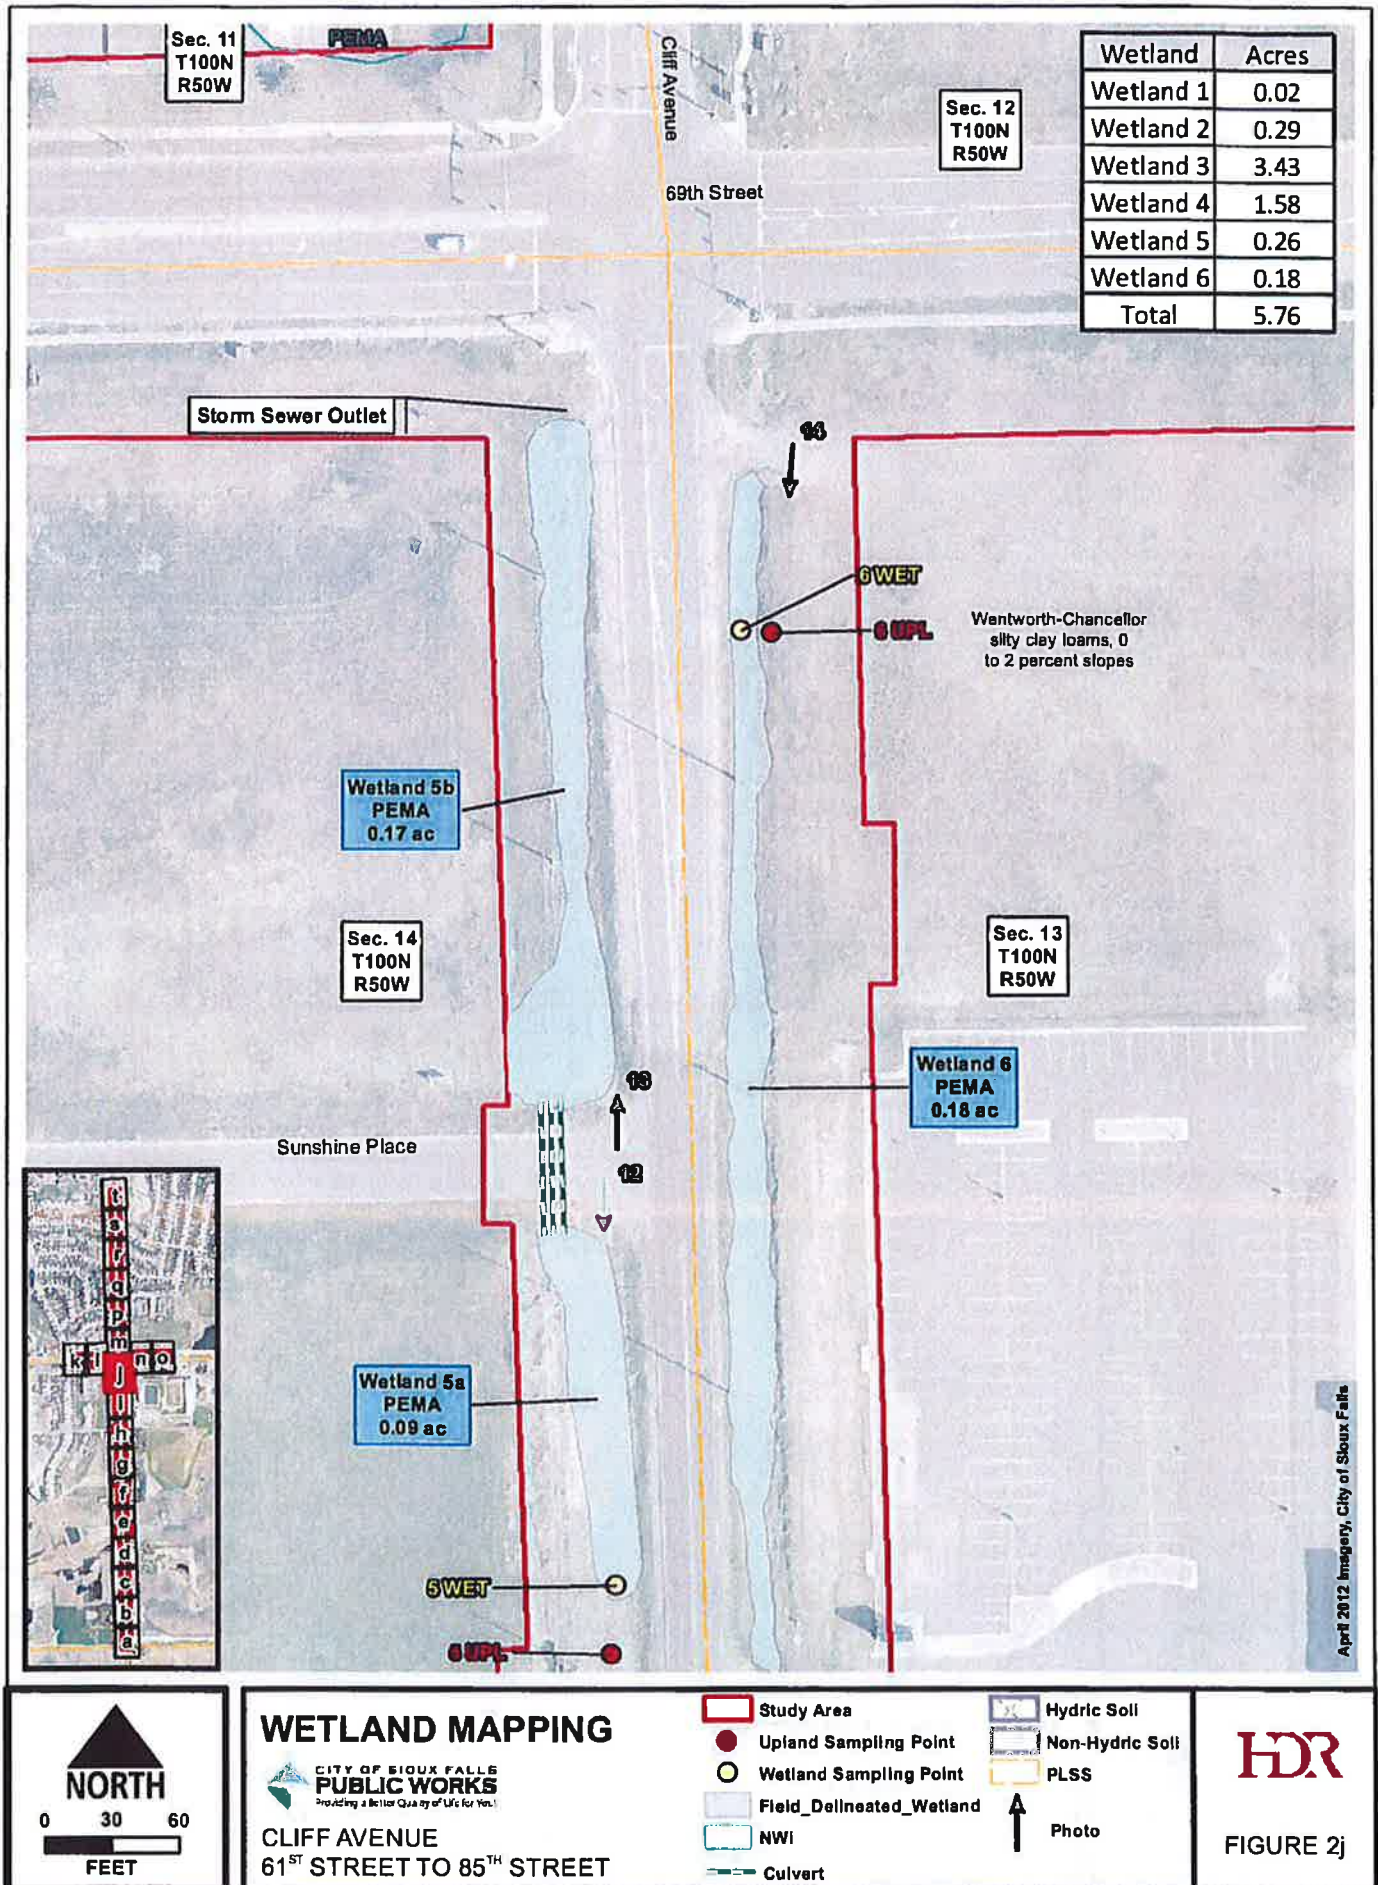 Sec. 11
T100N
R50W
PEMA
Cliff Avenue
Sec. 12
T100N
R50W
Wetland Acres
Wetland 1 0.02
Wetland 2 0.29
Wetland 3 3.43
Wetland 4 1.58
Wetland 5 0.26
Wetland 6 0.18
Total 5.76
69th Street
Storm Sewer Outlet
14
6 WET
6 UPL
Wentworth-Chancellor
silty clay loams, 0
to 2 percent slopes
Wetland 5b
PEMA
0.17 ac
Sec. 14
T100N
R50W
Sec. 13
T100N
R50W
Wetland 6
PEMA
0.18 ac
13
Sunshine Place
12
Wetland 5a
PEMA
0.09 ac
5 WET
5 UPL
t
s
r
q
p
m
k l n o
j
i
h
g
f
e
d
c
b
a
April 2012 Imagery, City of Sioux Falls
NORTH
0 30 60
FEET
WETLAND MAPPING
CITY OF SIOUX FALLS
PUBLIC WORKS
Providing a Better Quality of Life for You!
CLIFF AVENUE
61ST STREET TO 85TH STREET
Study Area
Upland Sampling Point
Wetland Sampling Point
Field_Delineated_Wetland
NWI
Culvert
Hydric Soil
Non-Hydric Soil
PLSS
Photo
HDR
FIGURE 2j